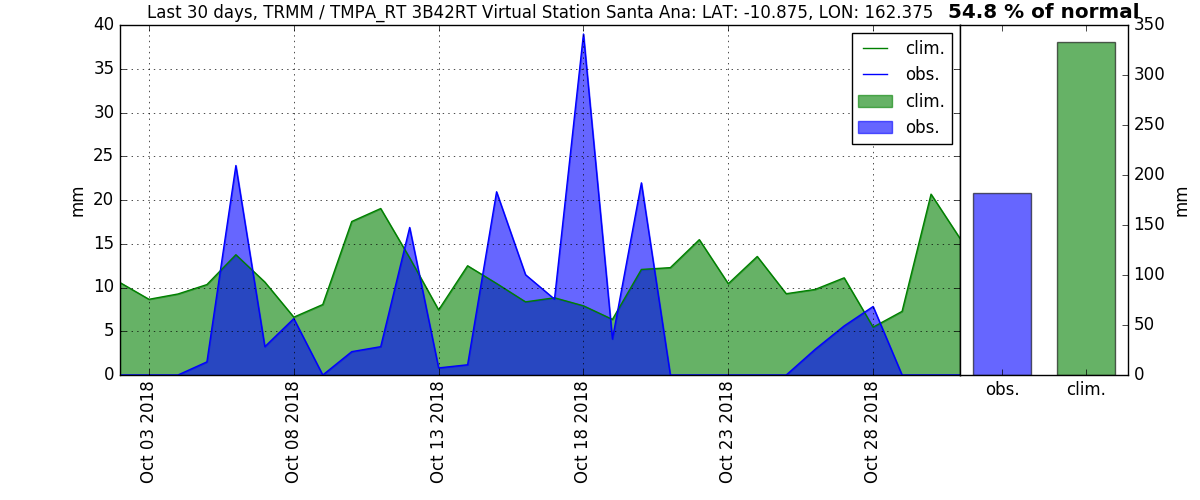 Last 30 days, TRMM / TMPA_RT 3B42RT Virtual Station Santa Ana: LAT: -10.875, LON: 162.375
54.8 % of normal
40
35
30
25
20
15
10
5
0
mm
clim.
obs.
clim.
obs.
Oct 03 2018
Oct 08 2018
Oct 13 2018
Oct 18 2018
Oct 23 2018
Oct 28 2018
350
300
250
200
150
100
50
0
mm
obs.
clim.